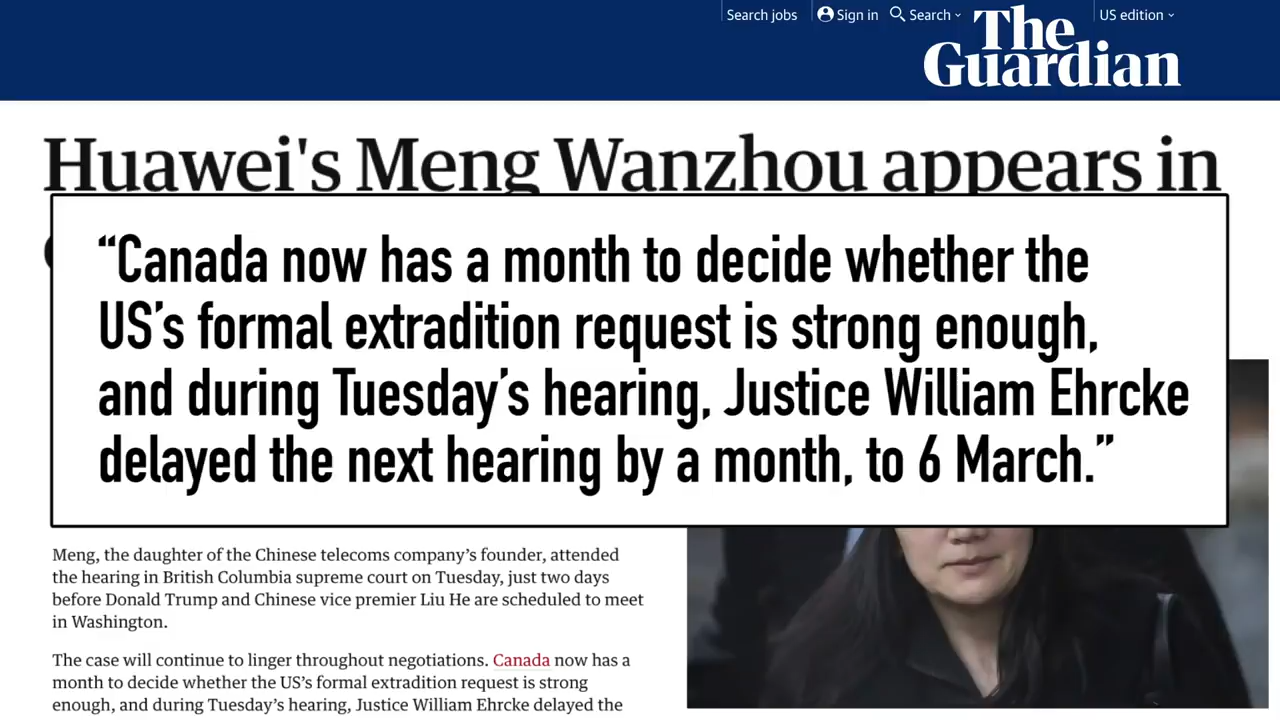 Search jobs
Sign in
Search
US edition
The
Guardian
Huawei's Meng Wanzhou appears in
“Canada now has a month to decide whether the
US’s formal extradition request is strong enough,
and during Tuesday’s hearing, Justice William Ehrcke
delayed the next hearing by a month, to 6 March.”
Meng, the daughter of the Chinese telecoms company’s founder, attended
the hearing in British Columbia supreme court on Tuesday, just two days
before Donald Trump and Chinese vice premier Liu He are scheduled to meet
in Washington.
The case will continue to linger throughout negotiations. Canada now has a
month to decide whether the US’s formal extradition request is strong
enough, and during Tuesday’s hearing, Justice William Ehrcke delayed the